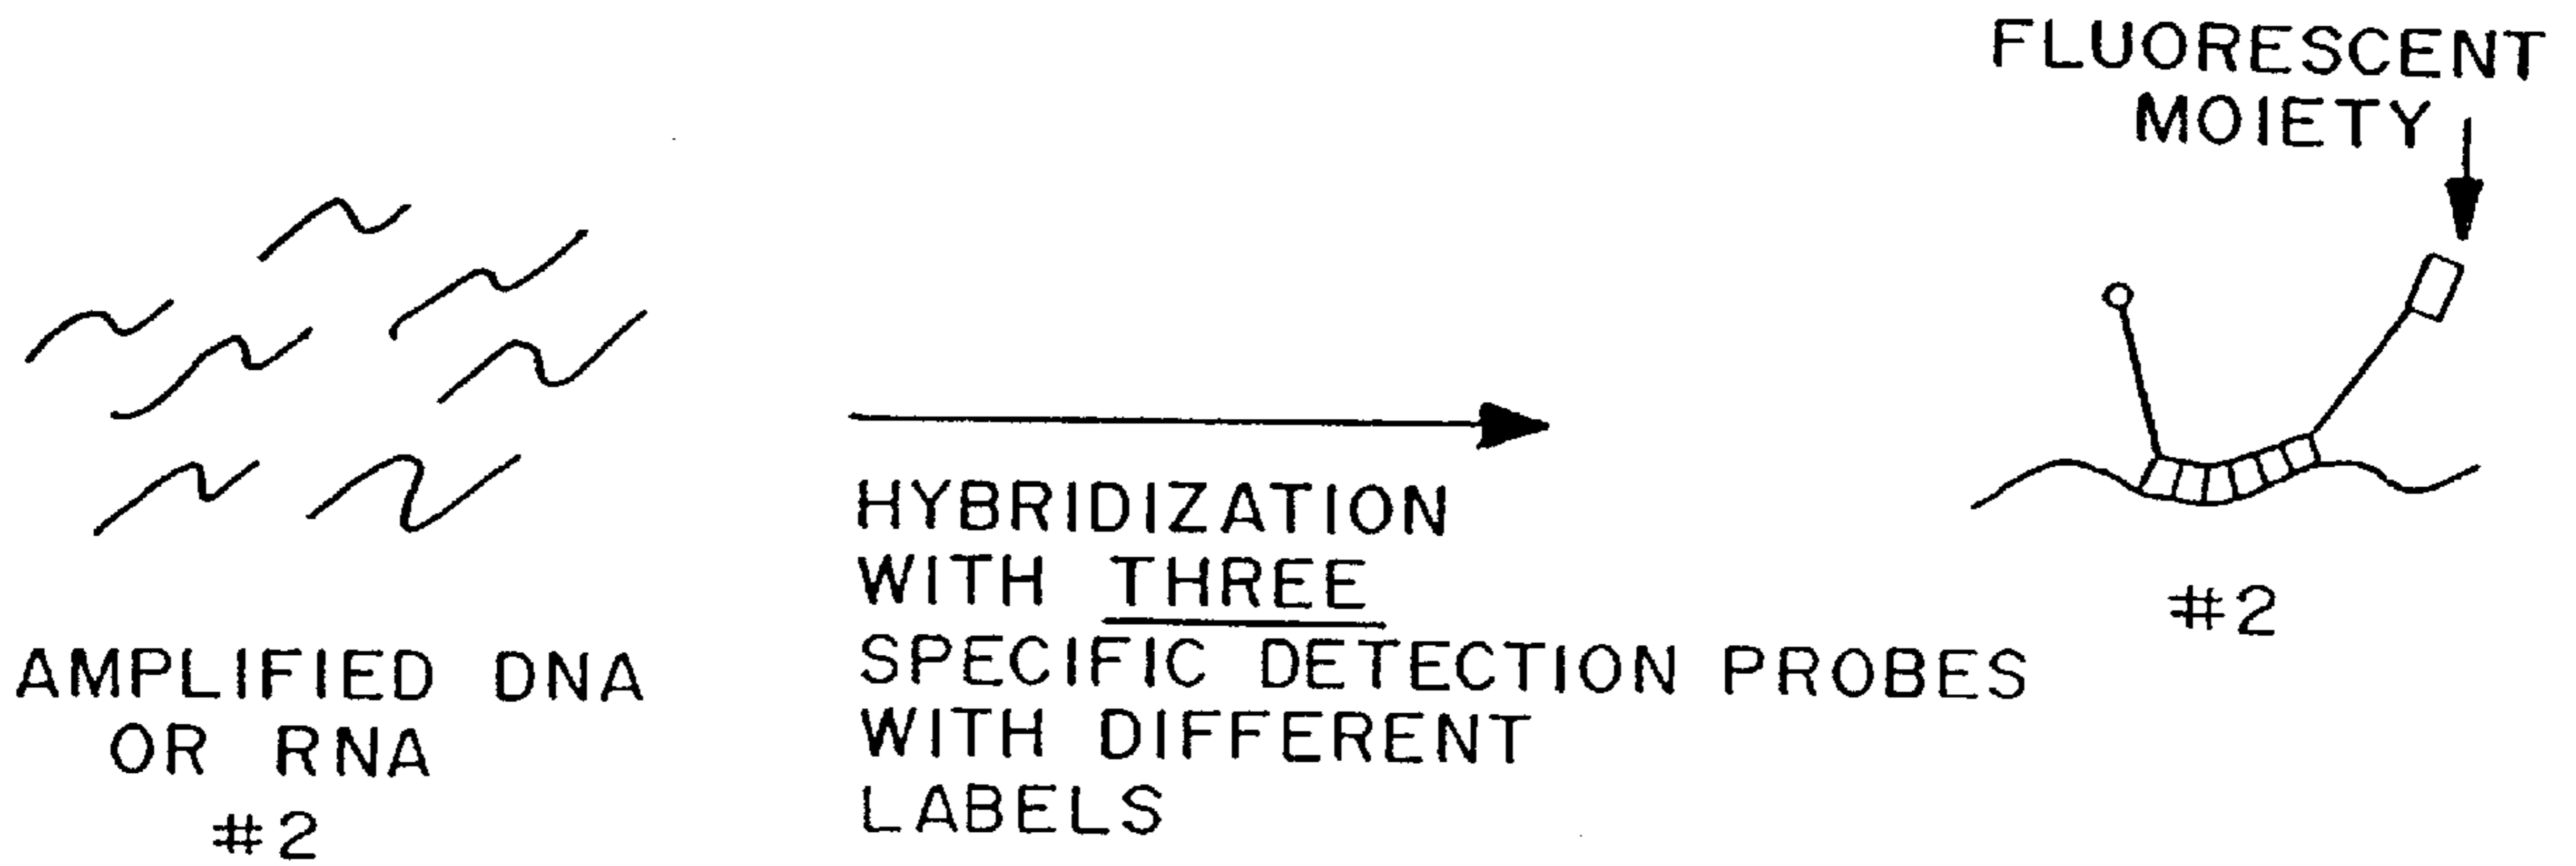 FLUORESCENT
MOIETY
HYBRIDIZATION
WITH THREE
SPECIFIC DETECTION PROBES
WITH DIFFERENT
LABELS
AMPLIFIED DNA
OR RNA
#2
#2